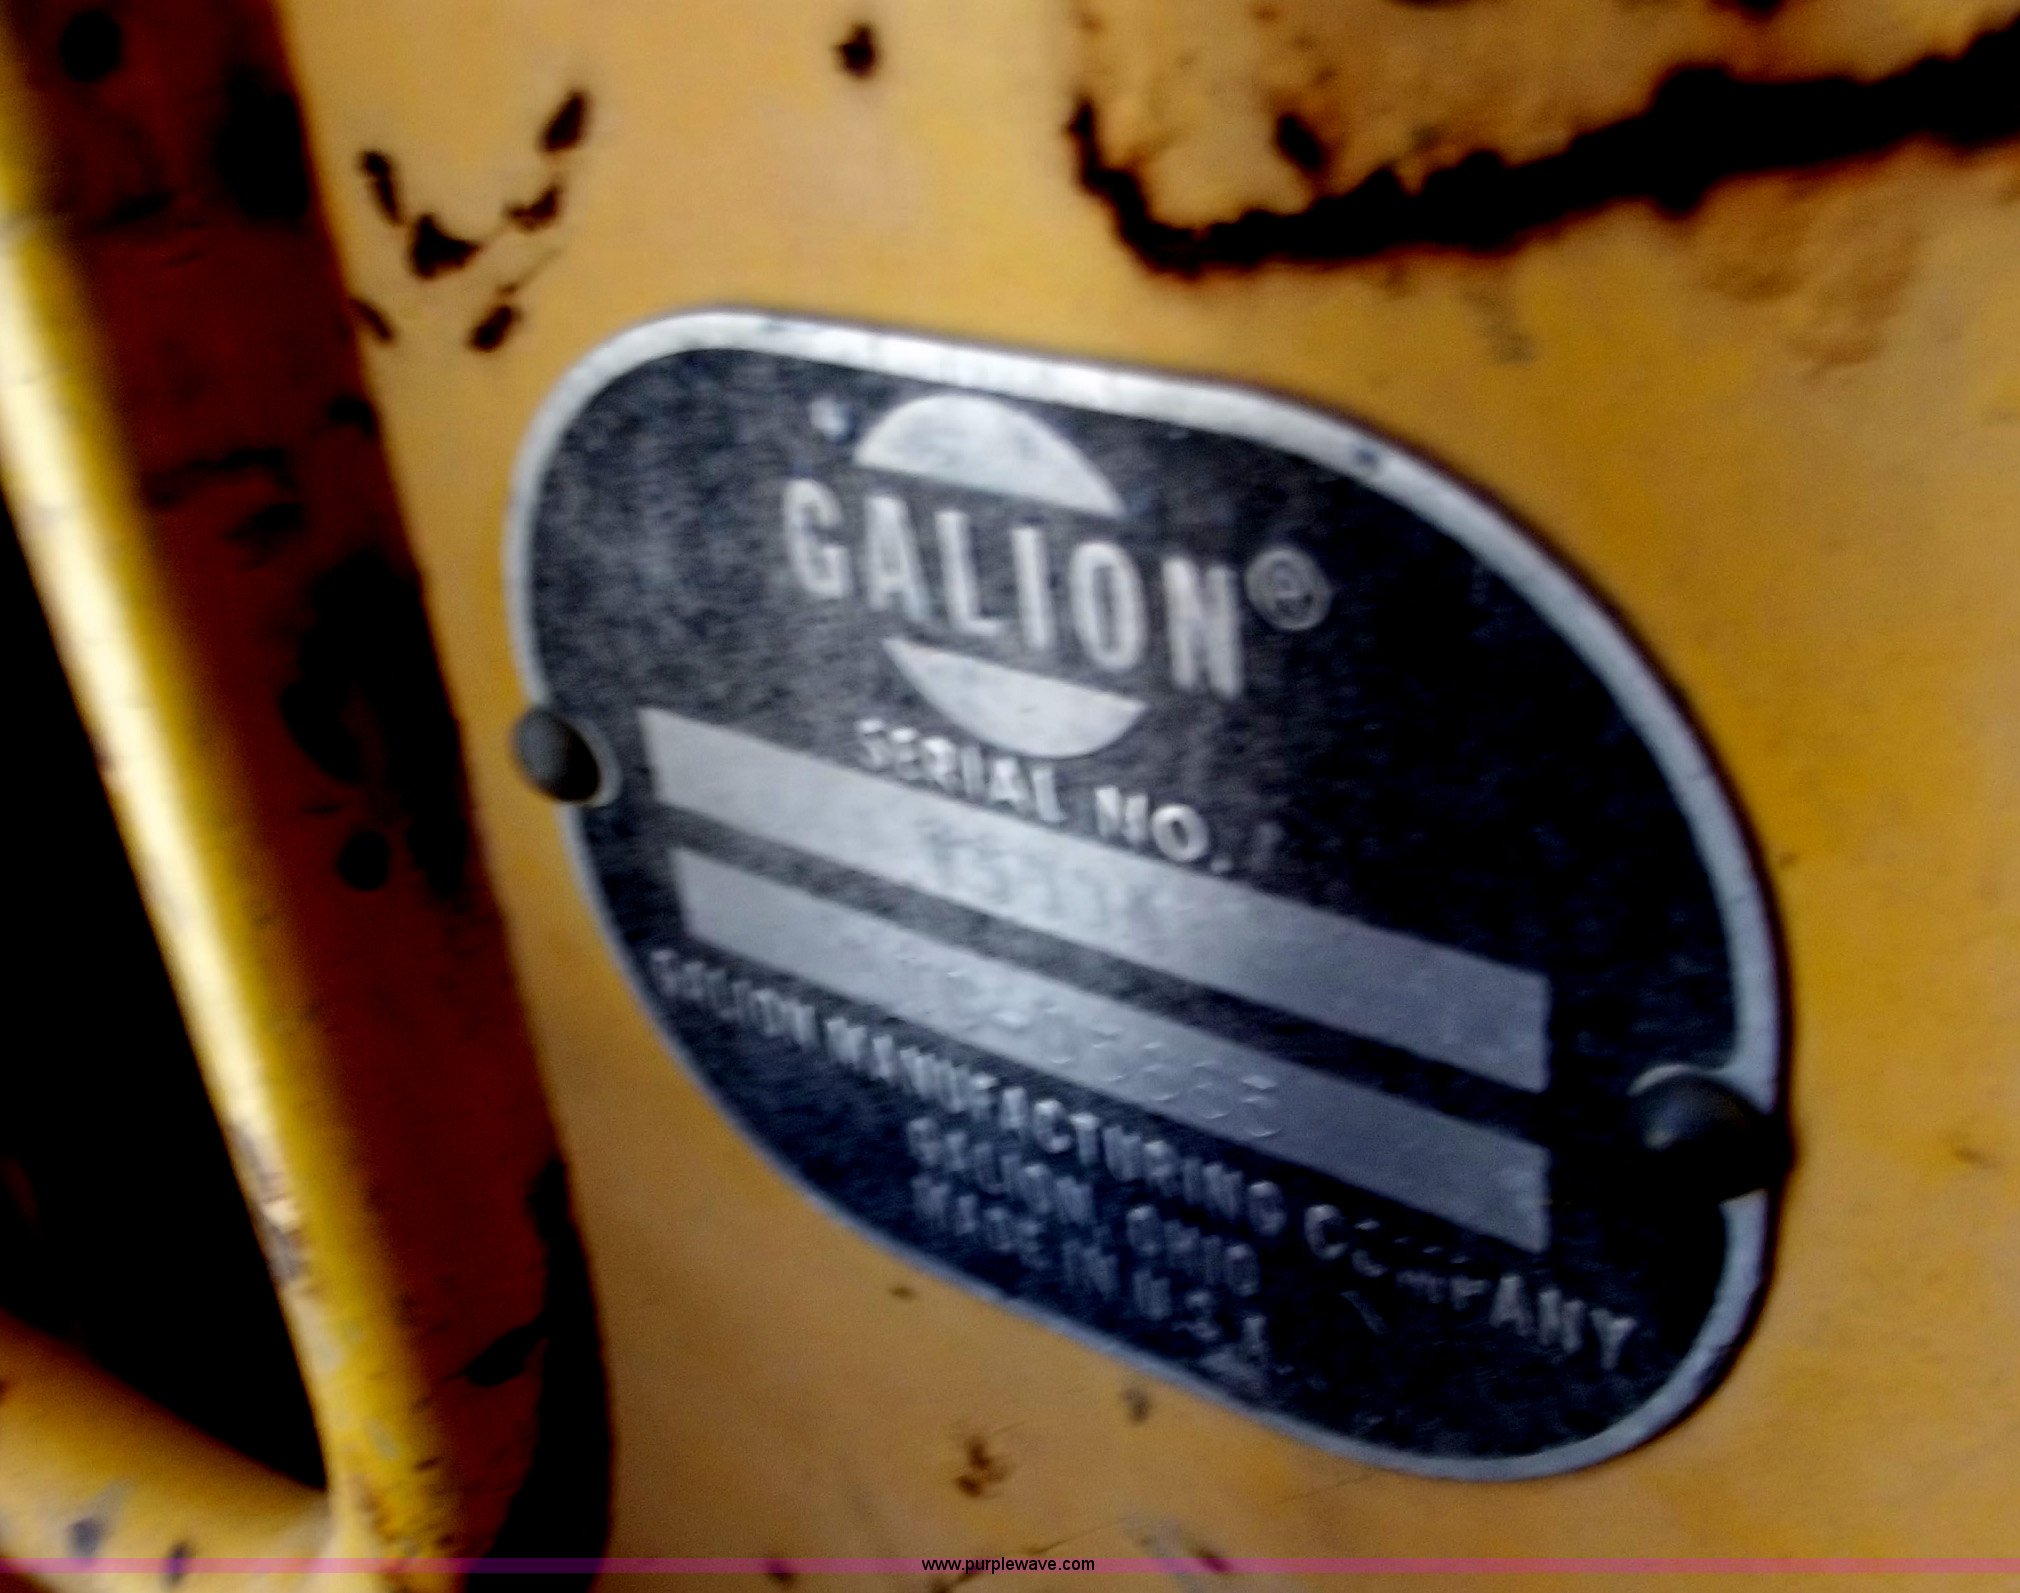 GALION®
SERIAL NO.
GALION MANUFACTURING COMPANY
GALION, OHIO
MADE IN U.S.A.
www.purplewave.com